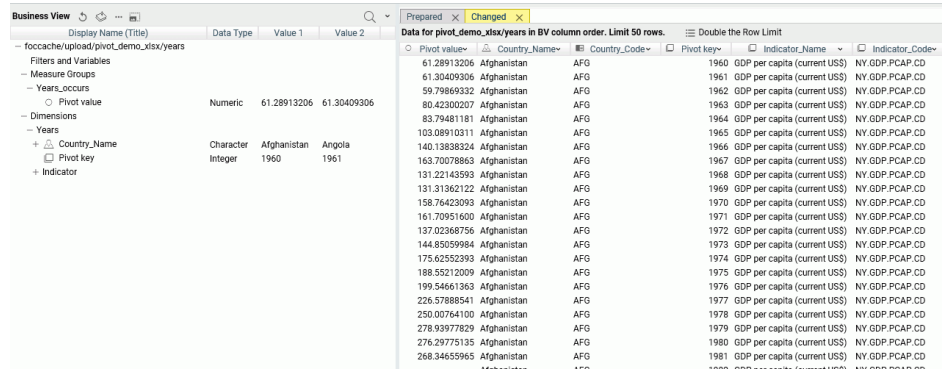 Business View
Display Name (Title) Data Type Value 1 Value 2
foccache/upload/pivot_demo_xlsx/years
Filters and Variables
Measure Groups
Years_occurs
Pivot value Numeric 61.28913206 61.30409306
Dimensions
Years
Country_Name Character Afghanistan Angola
Pivot key Integer 1960 1961
Indicator
Prepared Changed
Data for pivot_demo_xlsx/years in BV column order. Limit 50 rows. Double the Row Limit
Pivot value Country_Name Country_Code Pivot key Indicator_Name Indicator_Code
61.28913206 Afghanistan AFG 1960 GDP per capita (current US$) NY.GDP.PCAP.CD
61.30409306 Afghanistan AFG 1961 GDP per capita (current US$) NY.GDP.PCAP.CD
59.79869332 Afghanistan AFG 1962 GDP per capita (current US$) NY.GDP.PCAP.CD
80.42300207 Afghanistan AFG 1963 GDP per capita (current US$) NY.GDP.PCAP.CD
83.79481181 Afghanistan AFG 1964 GDP per capita (current US$) NY.GDP.PCAP.CD
103.08910311 Afghanistan AFG 1965 GDP per capita (current US$) NY.GDP.PCAP.CD
140.13838324 Afghanistan AFG 1966 GDP per capita (current US$) NY.GDP.PCAP.CD
163.70078863 Afghanistan AFG 1967 GDP per capita (current US$) NY.GDP.PCAP.CD
131.22143593 Afghanistan AFG 1968 GDP per capita (current US$) NY.GDP.PCAP.CD
131.31362122 Afghanistan AFG 1969 GDP per capita (current US$) NY.GDP.PCAP.CD
158.76423093 Afghanistan AFG 1970 GDP per capita (current US$) NY.GDP.PCAP.CD
161.70951600 Afghanistan AFG 1971 GDP per capita (current US$) NY.GDP.PCAP.CD
137.02368756 Afghanistan AFG 1972 GDP per capita (current US$) NY.GDP.PCAP.CD
144.85059984 Afghanistan AFG 1973 GDP per capita (current US$) NY.GDP.PCAP.CD
175.62552393 Afghanistan AFG 1974 GDP per capita (current US$) NY.GDP.PCAP.CD
188.55212009 Afghanistan AFG 1975 GDP per capita (current US$) NY.GDP.PCAP.CD
199.54661363 Afghanistan AFG 1976 GDP per capita (current US$) NY.GDP.PCAP.CD
226.57888541 Afghanistan AFG 1977 GDP per capita (current US$) NY.GDP.PCAP.CD
250.00764100 Afghanistan AFG 1978 GDP per capita (current US$) NY.GDP.PCAP.CD
278.93977829 Afghanistan AFG 1979 GDP per capita (current US$) NY.GDP.PCAP.CD
276.29775135 Afghanistan AFG 1980 GDP per capita (current US$) NY.GDP.PCAP.CD
268.34655965 Afghanistan AFG 1981 GDP per capita (current US$) NY.GDP.PCAP.CD